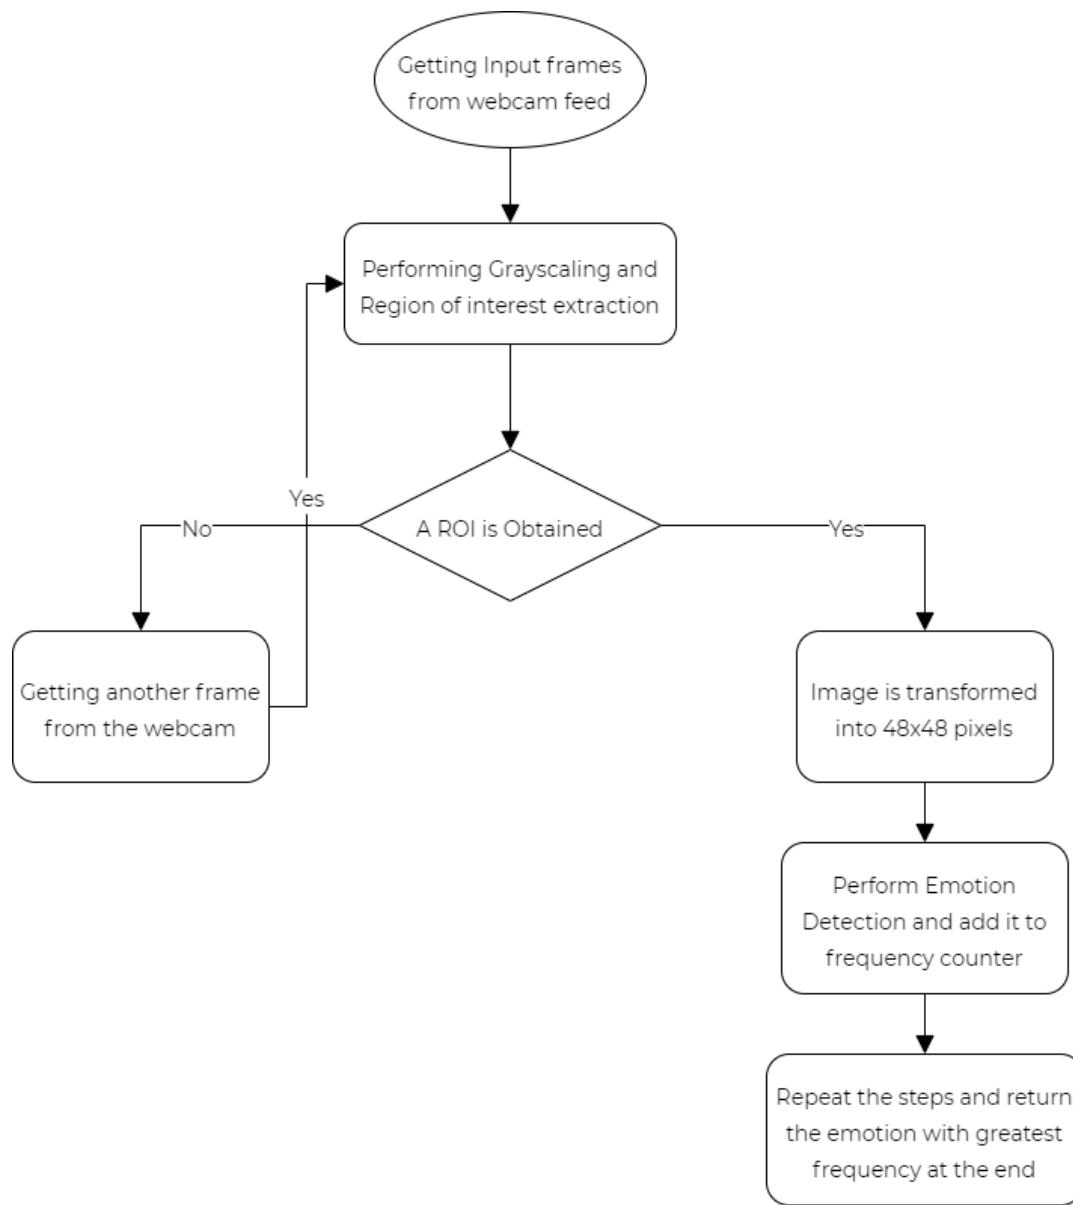 Getting Input frames
from webcam feed
Performing Grayscaling and
Region of interest extraction
Yes
No
A ROI is Obtained
Yes
Getting another frame
from the webcam
Image is transformed
into 48x48 pixels
Perform Emotion
Detection and add it to
frequency counter
Repeat the steps and return
the emotion with greatest
frequency at the end